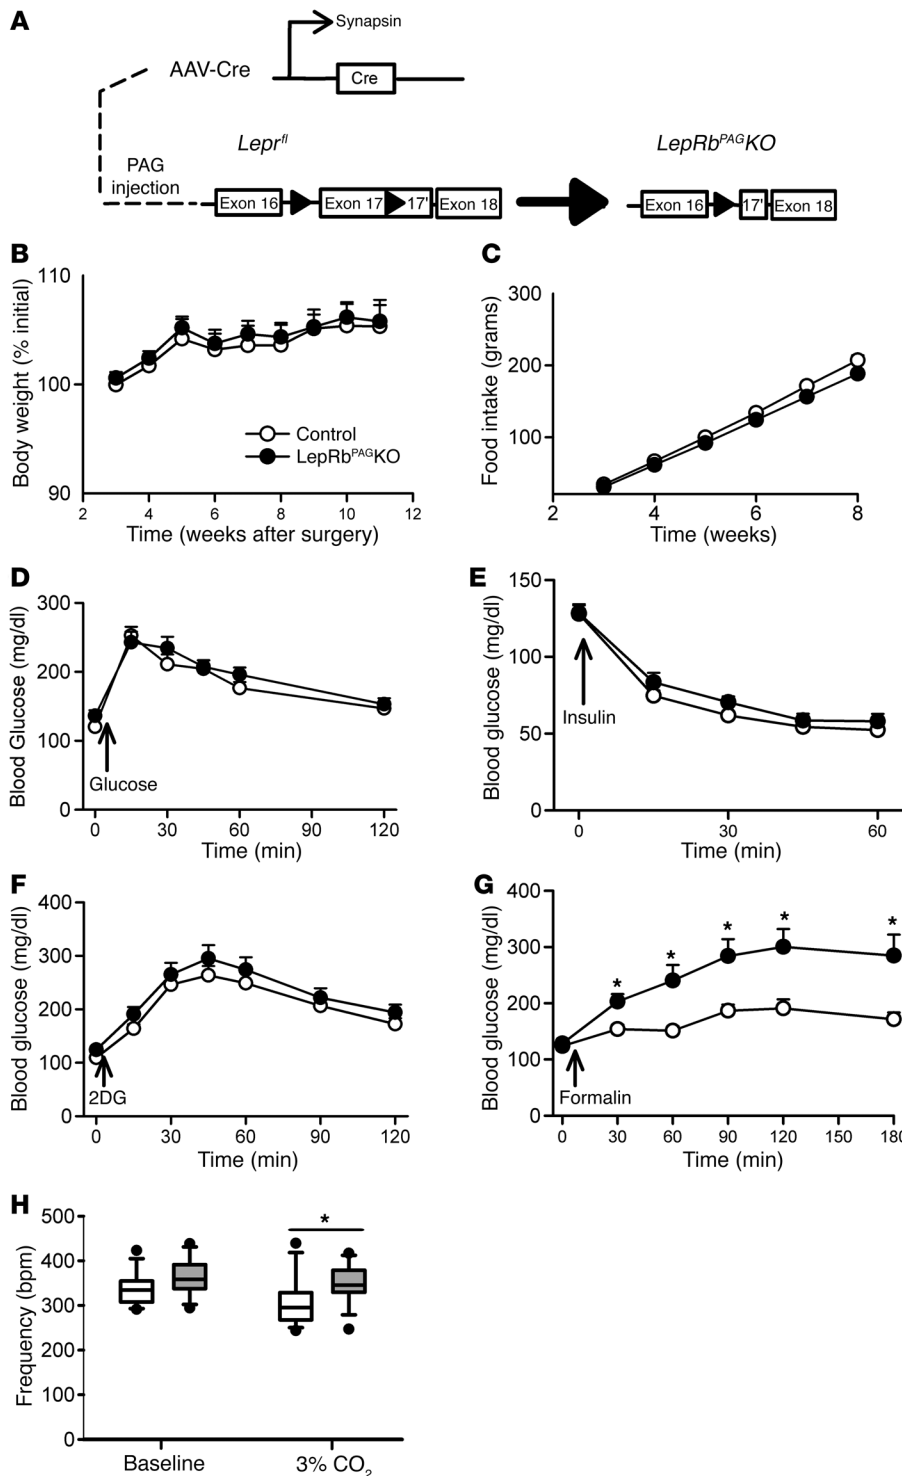 A
Synapsin
AAV-Cre
Cre
Lepr^fl
LepRb^PAG KO
PAG
injection
Exon 16
Exon 17
17'
Exon 18
Exon 16
17'
Exon 18
B
110
100
90
Body weight (% initial)
Control
LepRb^PAG KO
2 4 6 8 10 12
Time (weeks after surgery)
C
300
200
100
Food intake (grams)
2 4 6 8
Time (weeks)
D
300
200
100
0
Blood Glucose (mg/dl)
Glucose
0 30 60 90 120
Time (min)
E
150
100
50
0
Blood glucose (mg/dl)
Insulin
0 30 60
Time (min)
F
400
300
200
100
0
Blood glucose (mg/dl)
2DG
0 30 60 90 120
Time (min)
G
400
300
200
100
0
Blood glucose (mg/dl)
* * * * *
Formalin
0 30 60 90 120 150 180
Time (min)
H
500
400
300
200
100
0
Frequency (bpm)
*
Baseline
3% CO₂